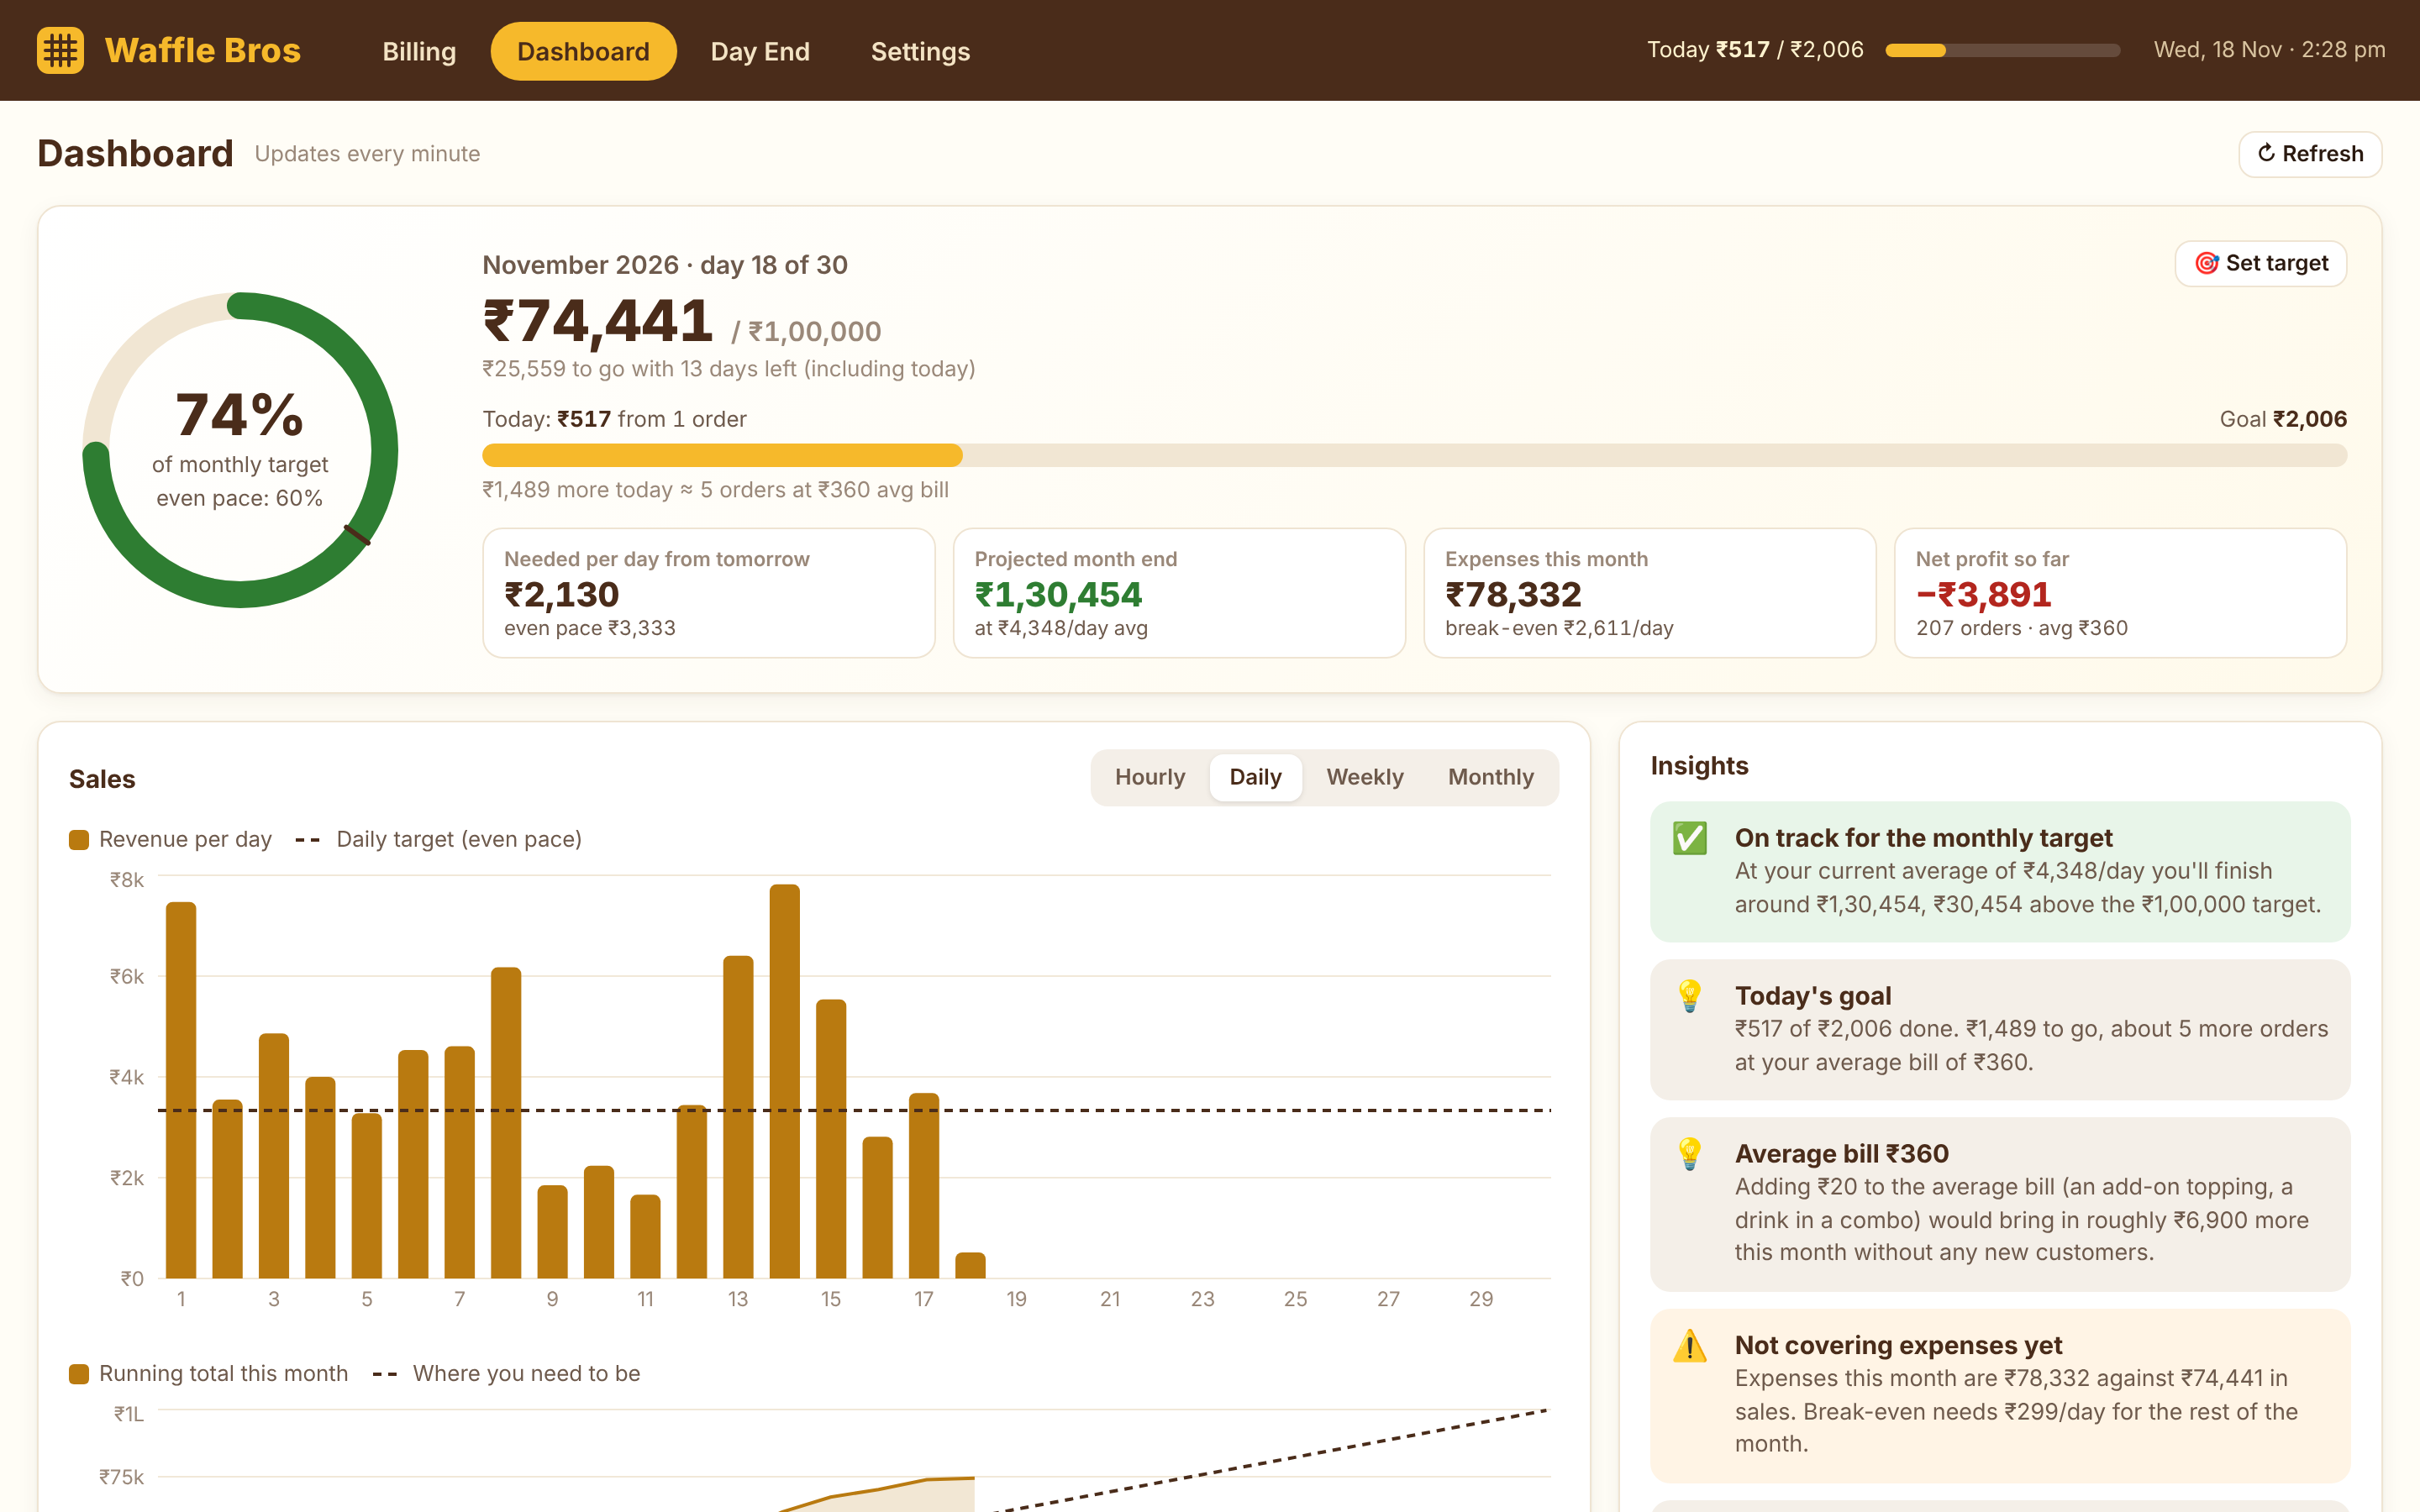 Waffle Bros
Billing
Dashboard
Day End
Settings
Today ₹517 / ₹2,006
Wed, 18 Nov · 2:28 pm
Dashboard
Updates every minute
↻ Refresh
74%
of monthly target
even pace: 60%
November 2026 · day 18 of 30
🎯 Set target
₹74,441 / ₹1,00,000
₹25,559 to go with 13 days left (including today)
Today: ₹517 from 1 order
Goal ₹2,006
₹1,489 more today ≈ 5 orders at ₹360 avg bill
Needed per day from tomorrow
₹2,130
even pace ₹3,333
Projected month end
₹1,30,454
at ₹4,348/day avg
Expenses this month
₹78,332
break-even ₹2,611/day
Net profit so far
−₹3,891
207 orders · avg ₹360
Sales
Hourly
Daily
Weekly
Monthly
Revenue per day
Daily target (even pace)
₹8k
₹6k
₹4k
₹2k
₹0
1 3 5 7 9 11 13 15 17 19 21 23 25 27 29
Running total this month
Where you need to be
₹1L
₹75k
Insights
On track for the monthly target
At your current average of ₹4,348/day you'll finish
around ₹1,30,454, ₹30,454 above the ₹1,00,000 target.
Today's goal
₹517 of ₹2,006 done. ₹1,489 to go, about 5 more orders
at your average bill of ₹360.
Average bill ₹360
Adding ₹20 to the average bill (an add-on topping, a
drink in a combo) would bring in roughly ₹6,900 more
this month without any new customers.
Not covering expenses yet
Expenses this month are ₹78,332 against ₹74,441 in
sales. Break-even needs ₹299/day for the rest of the
month.